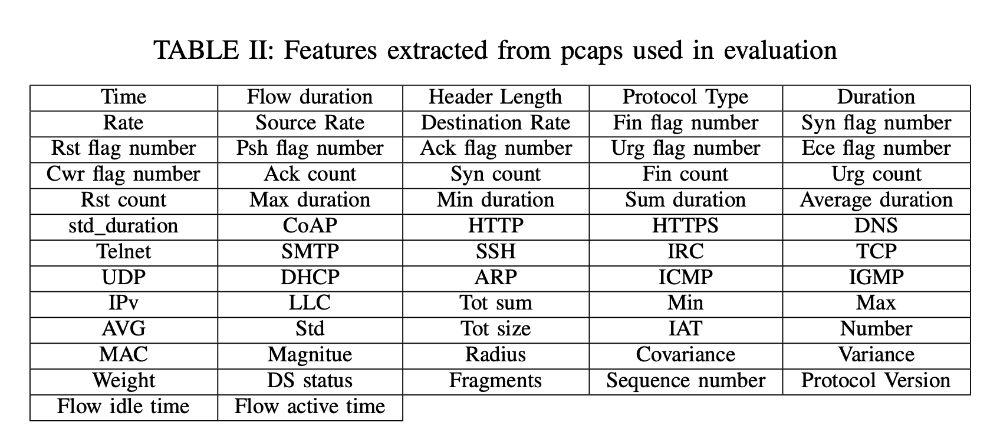 TABLE II: Features extracted from pcaps used in evaluation
Time Flow duration Header Length Protocol Type Duration
Rate Source Rate Destination Rate Fin flag number Syn flag number
Rst flag number Psh flag number Ack flag number Urg flag number Ece flag number
Cwr flag number Ack count Syn count Fin count Urg count
Rst count Max duration Min duration Sum duration Average duration
std_duration CoAP HTTP HTTPS DNS
Telnet SMTP SSH IRC TCP
UDP DHCP ARP ICMP IGMP
IPv LLC Tot sum Min Max
AVG Std Tot size IAT Number
MAC Magnitue Radius Covariance Variance
Weight DS status Fragments Sequence number Protocol Version
Flow idle time Flow active time